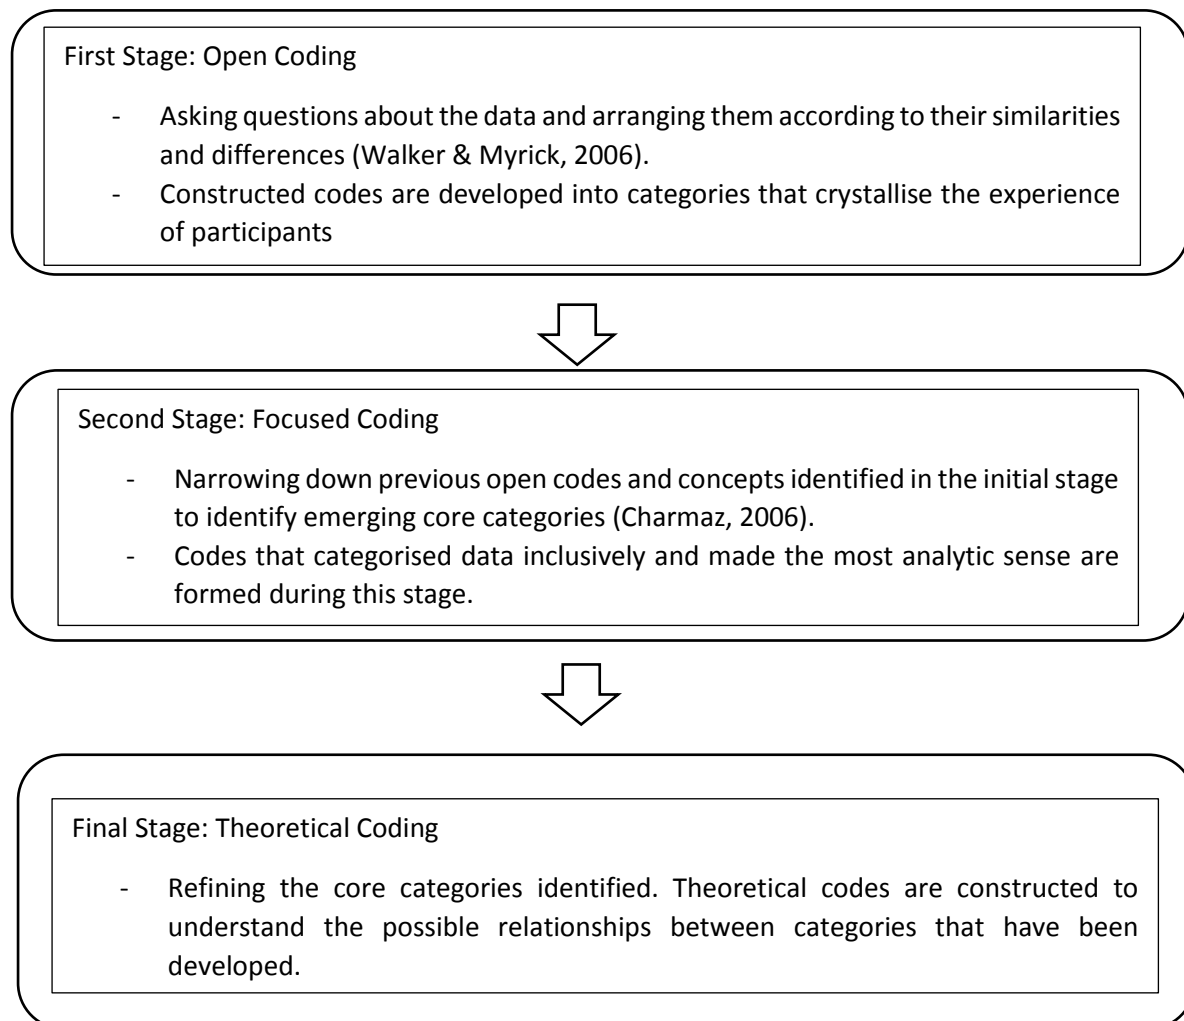 First Stage: Open Coding
- Asking questions about the data and arranging them according to their similarities
and differences (Walker & Myrick, 2006).
- Constructed codes are developed into categories that crystallise the experience
of participants
Second Stage: Focused Coding
- Narrowing down previous open codes and concepts identified in the initial stage
to identify emerging core categories (Charmaz, 2006).
- Codes that categorised data inclusively and made the most analytic sense are
formed during this stage.
Final Stage: Theoretical Coding
- Refining the core categories identified. Theoretical codes are constructed to
understand the possible relationships between categories that have been
developed.